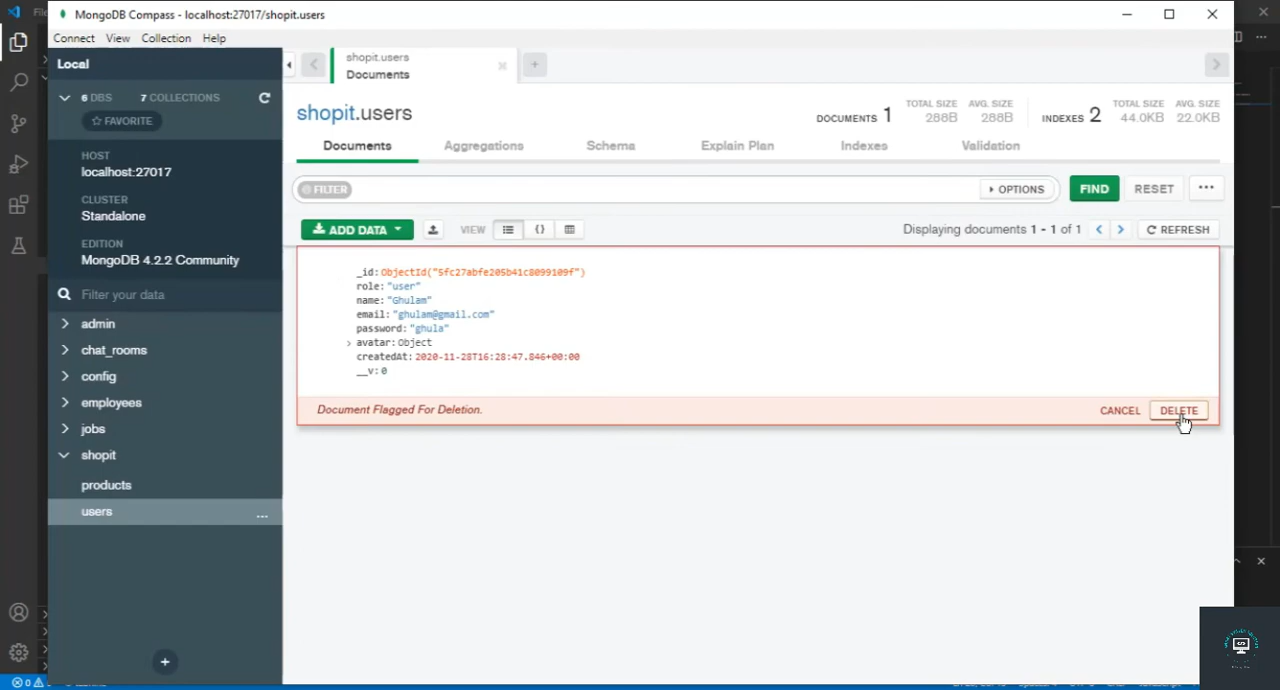 MongoDB Compass - localhost:27017/shopit.users
Connect View Collection Help
Local
6 DBS 7 COLLECTIONS
FAVORITE
HOST
localhost:27017
CLUSTER
Standalone
EDITION
MongoDB 4.2.2 Community
Filter your data
admin
chat_rooms
config
employees
jobs
shopit
products
users
...
shopit.users
Documents
shopit.users
DOCUMENTS 1
TOTAL SIZE AVG. SIZE
288B 288B
INDEXES 2
TOTAL SIZE AVG. SIZE
44.0KB 22.0KB
Documents Aggregations Schema Explain Plan Indexes Validation
FILTER
OPTIONS
FIND
RESET
ADD DATA
VIEW
{}
Displaying documents 1 - 1 of 1
REFRESH
_id: ObjectId("5fc27abfe205b41c8099109f")
role: "user"
name: "Ghulam"
email: "ghulam@gmail.com"
password: "ghula"
avatar: Object
createdAt: 2020-11-28T16:28:47.846+00:00
__v: 0
Document Flagged For Deletion.
CANCEL
DELETE